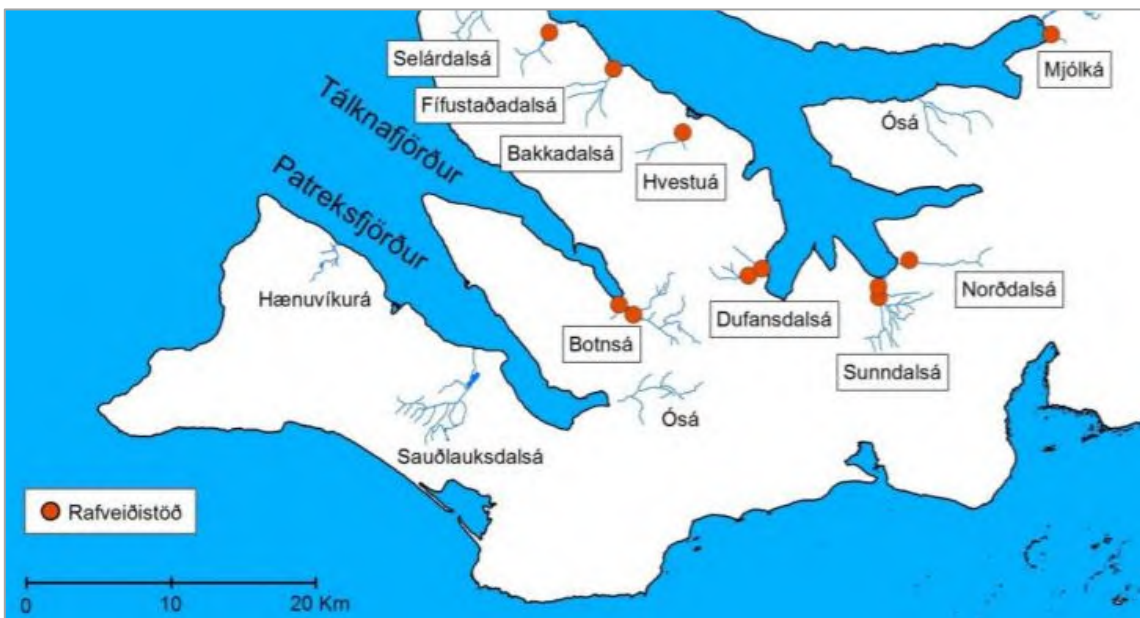 Selárdalsá
Mjólká
Tálknafjörður
Fífustaðadalsá
Ósá
Bakkadalsá
Hvestuá
Patreksfjörður
Hænuvíkurá
Norðdalsá
Dufansdalsá
Botnsá
Sunndalsá
Ósá
Sauðlauksdalsá
Rafveiðistöð
0 10 20 Km